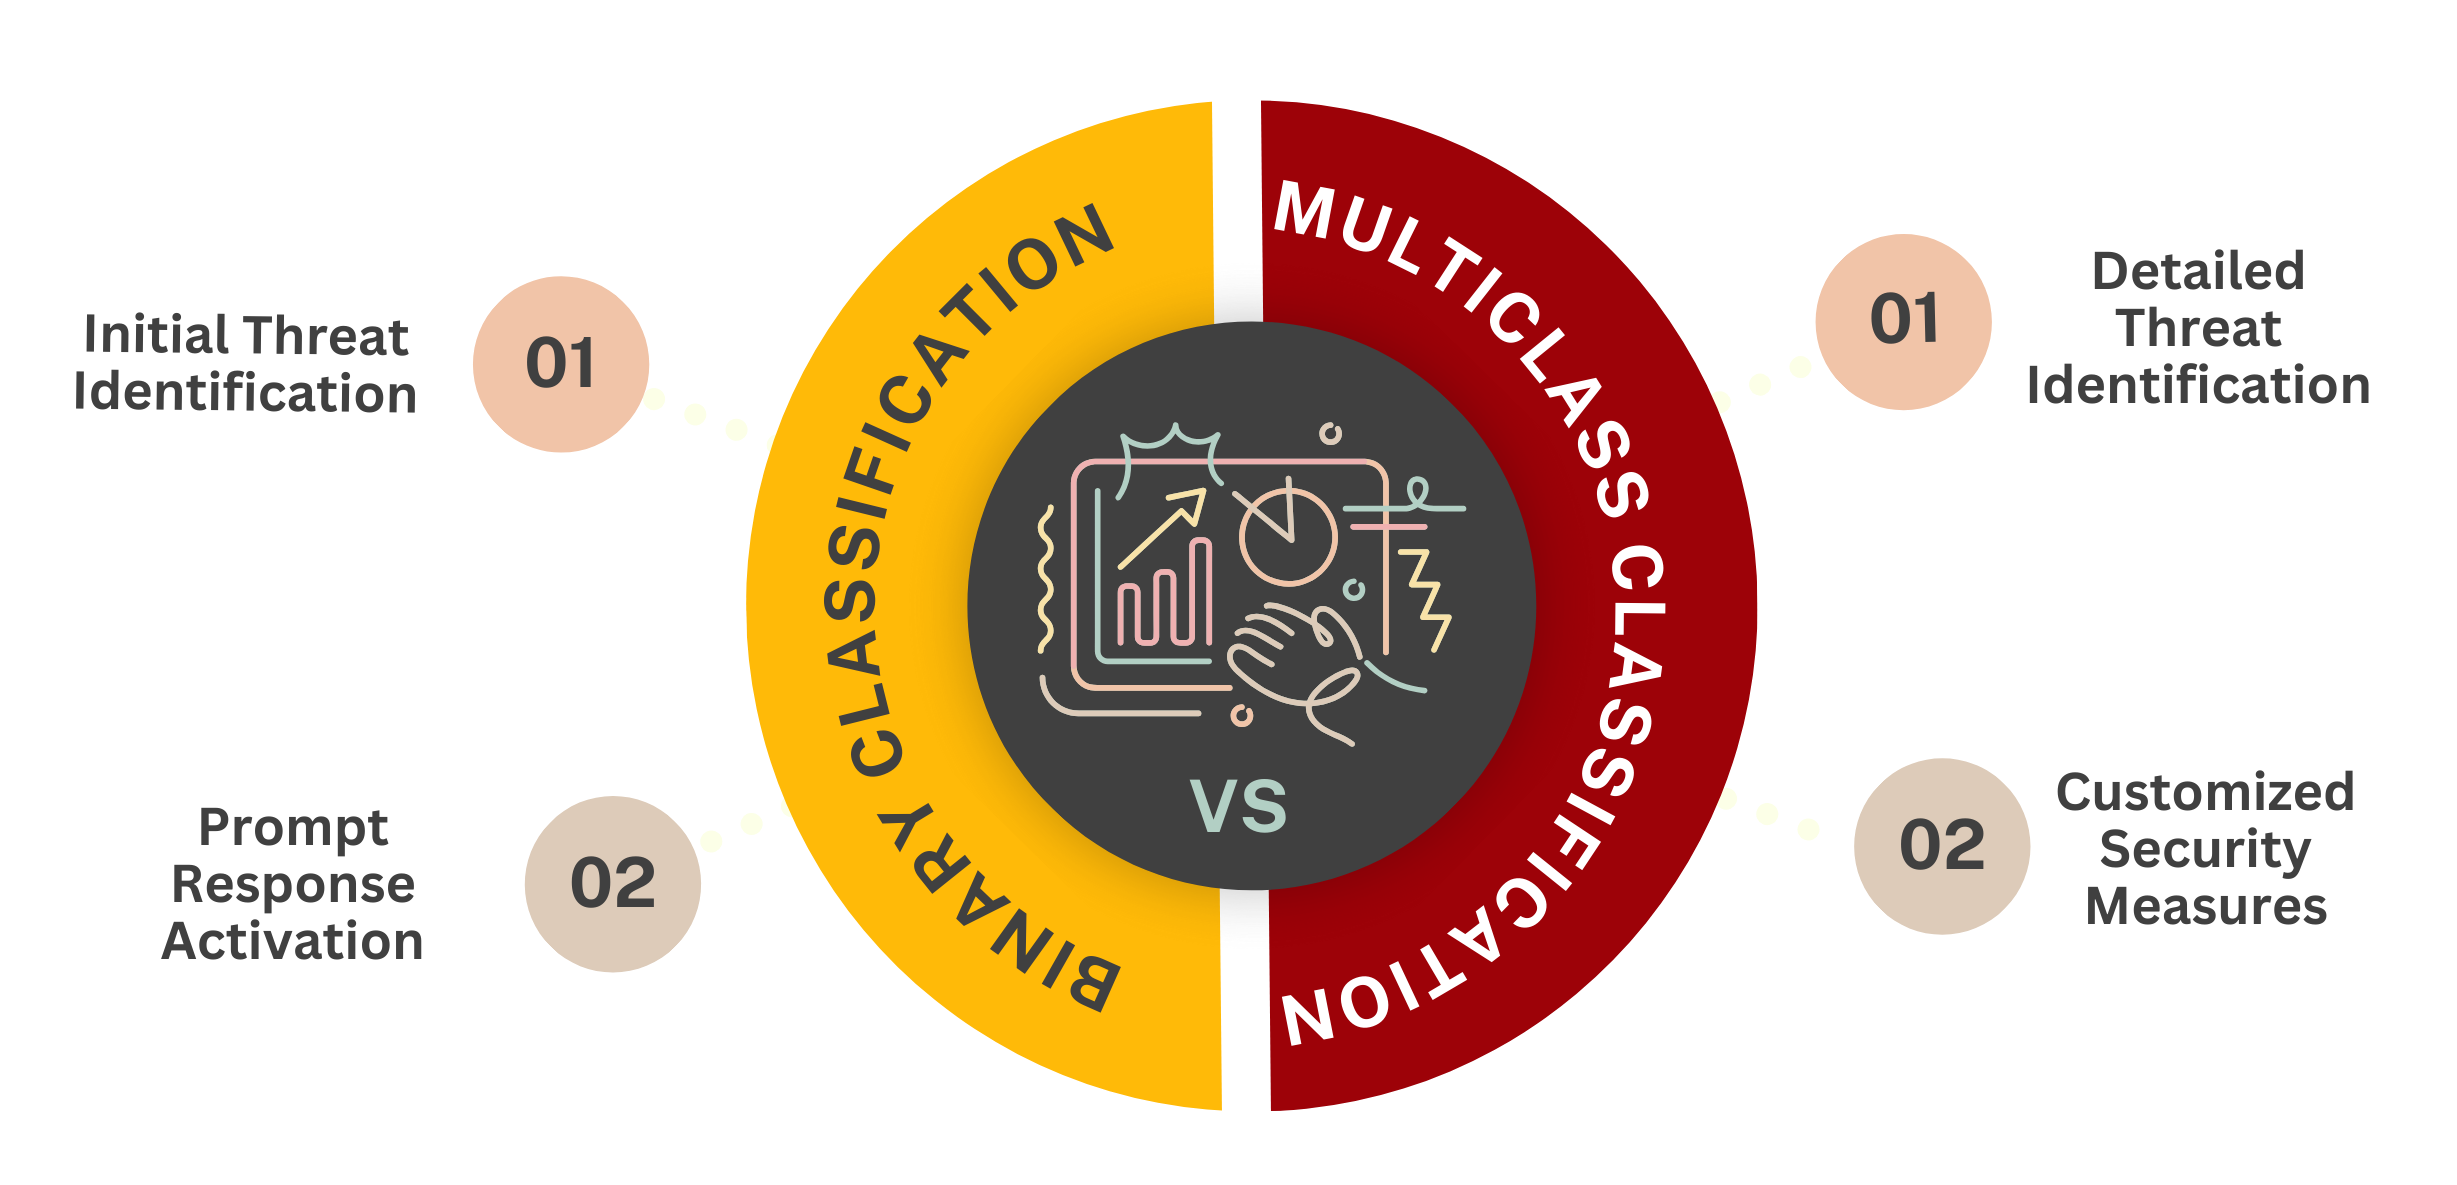 Initial Threat
Identification
01
Prompt
Response
Activation
02
BINARY CLASSIFICATION
VS
MULTICLASS CLASSIFICATION
01
Detailed
Threat
Identification
02
Customized
Security
Measures